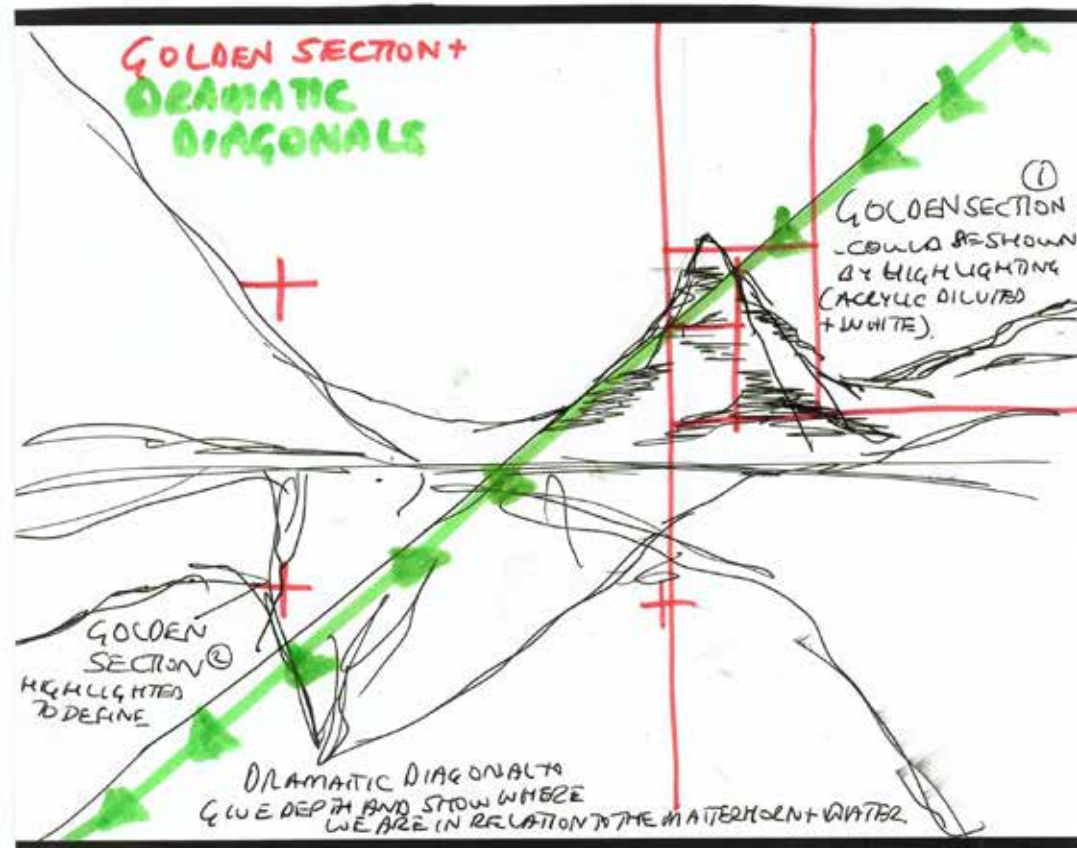 GOLDEN SECTION +
DRAMATIC
DIAGONALS
①
GOLDEN SECTION
- COULD BE SHOWN
BY HIGHLIGHTING
(ACRYLIC DILUTED
+ WHITE).
GOLDEN
SECTION ②
HIGHLIGHTED
TO DEFINE
DRAMATIC DIAGONAL TO
GIVE DEPTH AND SHOW WHERE
WE ARE IN RELATION TO THE MATTERHORN + WATER.